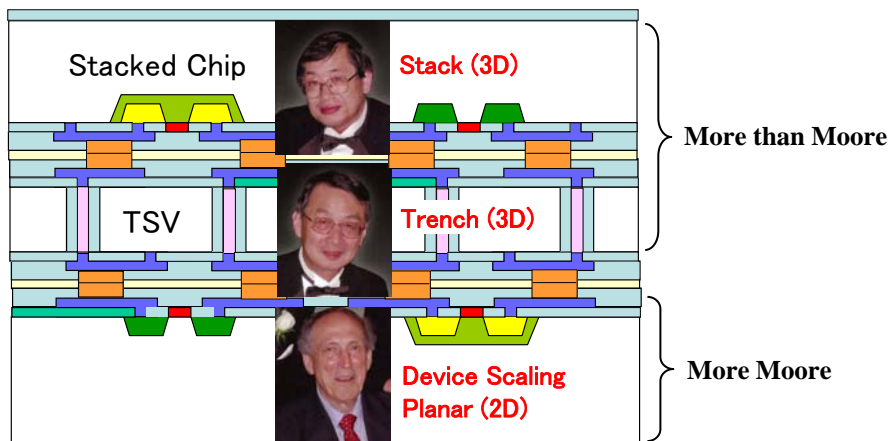 Stacked Chip
Stack (3D)
More than Moore
TSV
Trench (3D)
Device Scaling
Planar (2D)
More Moore